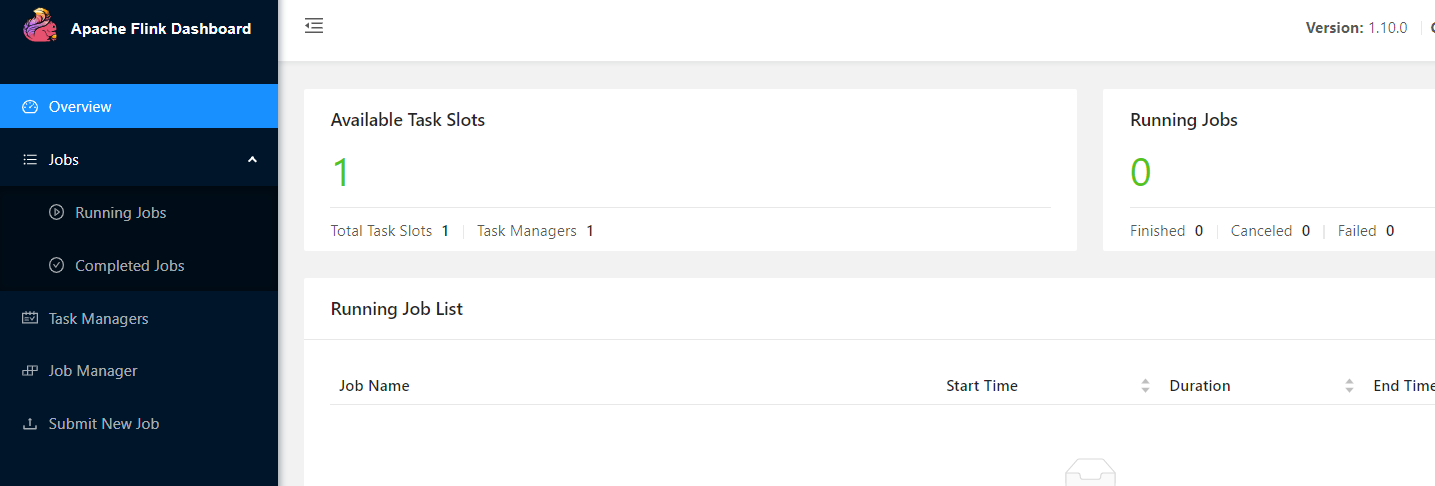 Apache Flink Dashboard
Version: 1.10.0
Overview
Jobs
Running Jobs
Completed Jobs
Task Managers
Job Manager
Submit New Job
Available Task Slots
1
Total Task Slots 1 Task Managers 1
Running Jobs
0
Finished 0 Canceled 0 Failed 0
Running Job List
Job Name Start Time Duration End Time